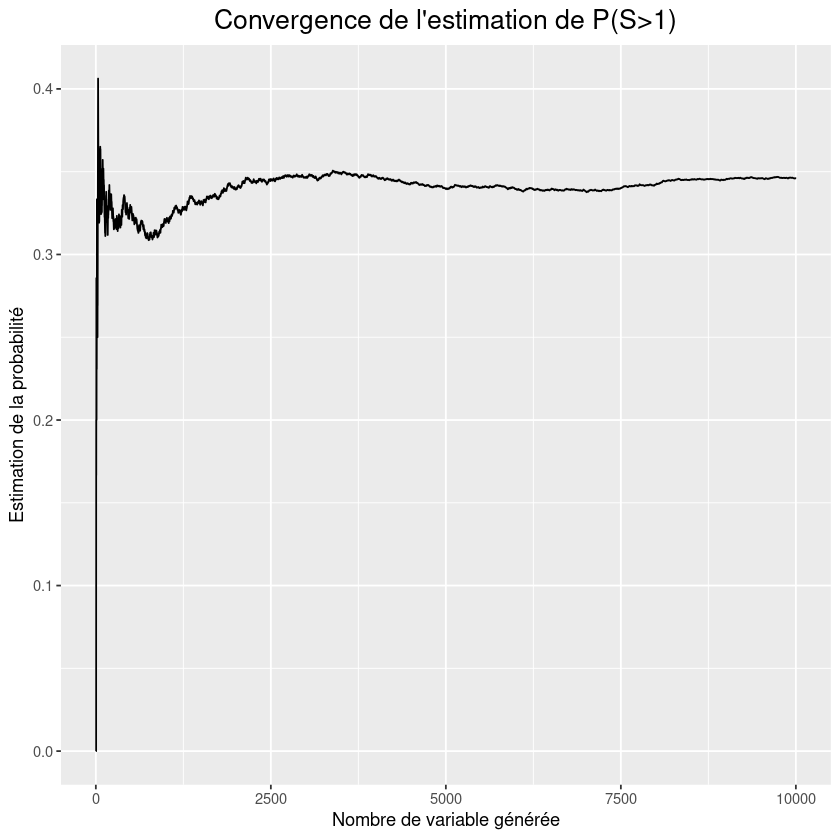 Convergence de l'estimation de P(S>1)
Estimation de la probabilité
0.4
0.3
0.2
0.1
0.0
0 2500 5000 7500 10000
Nombre de variable générée